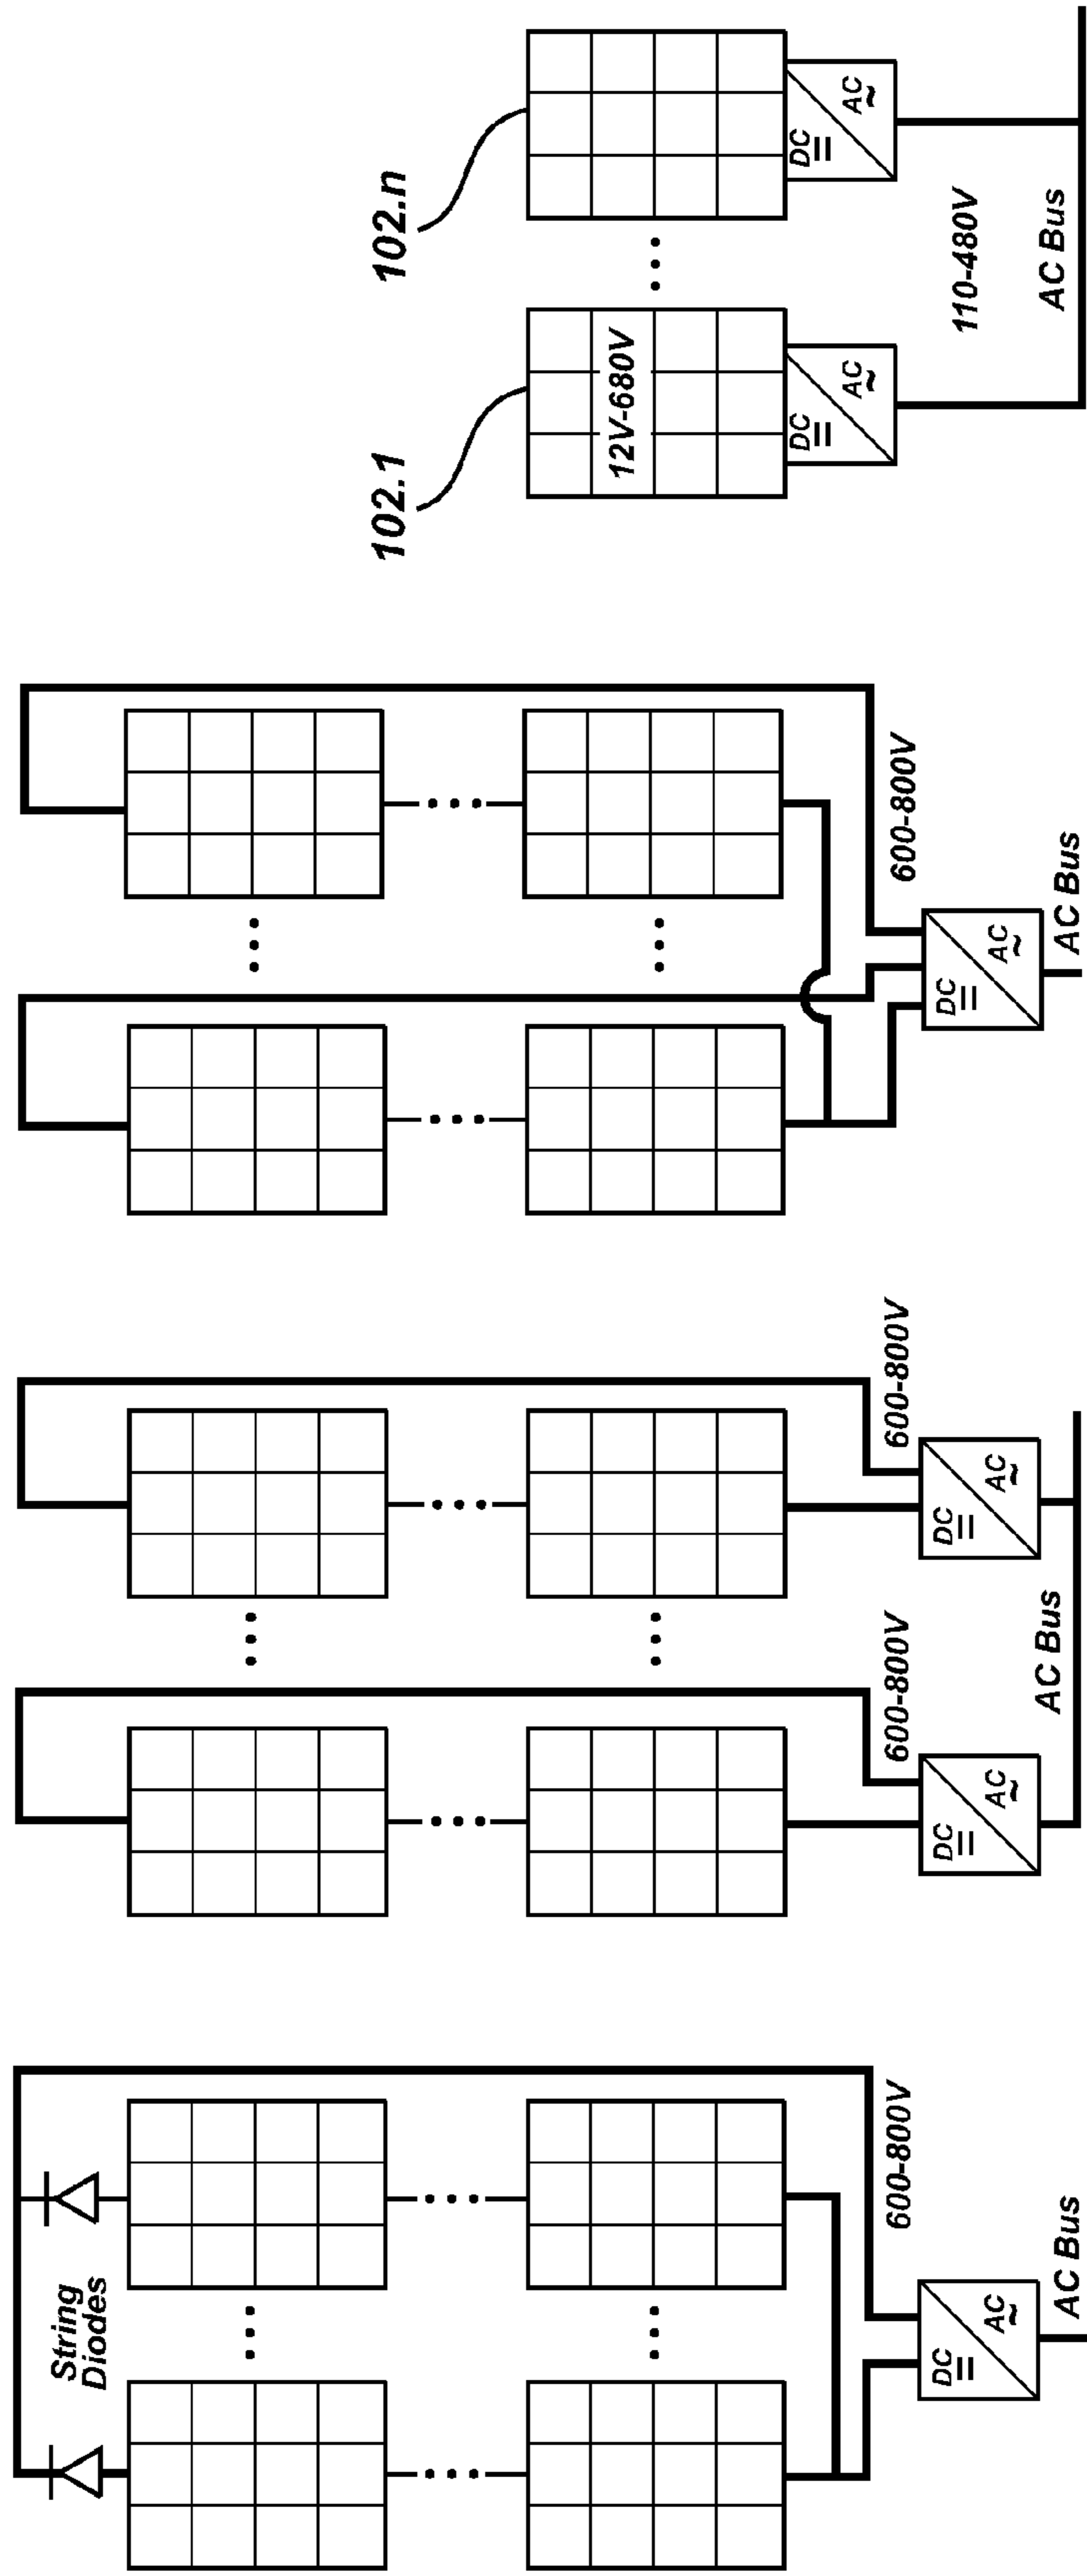 String
Diodes
600-800V
DC
=
AC
~
AC Bus
600-800V
DC
=
AC
~
600-800V
DC
=
AC
~
AC Bus
600-800V
DC
=
AC
~
AC Bus
102.1
102.n
12V-680V
DC
=
AC
~
DC
=
AC
~
110-480V
AC Bus